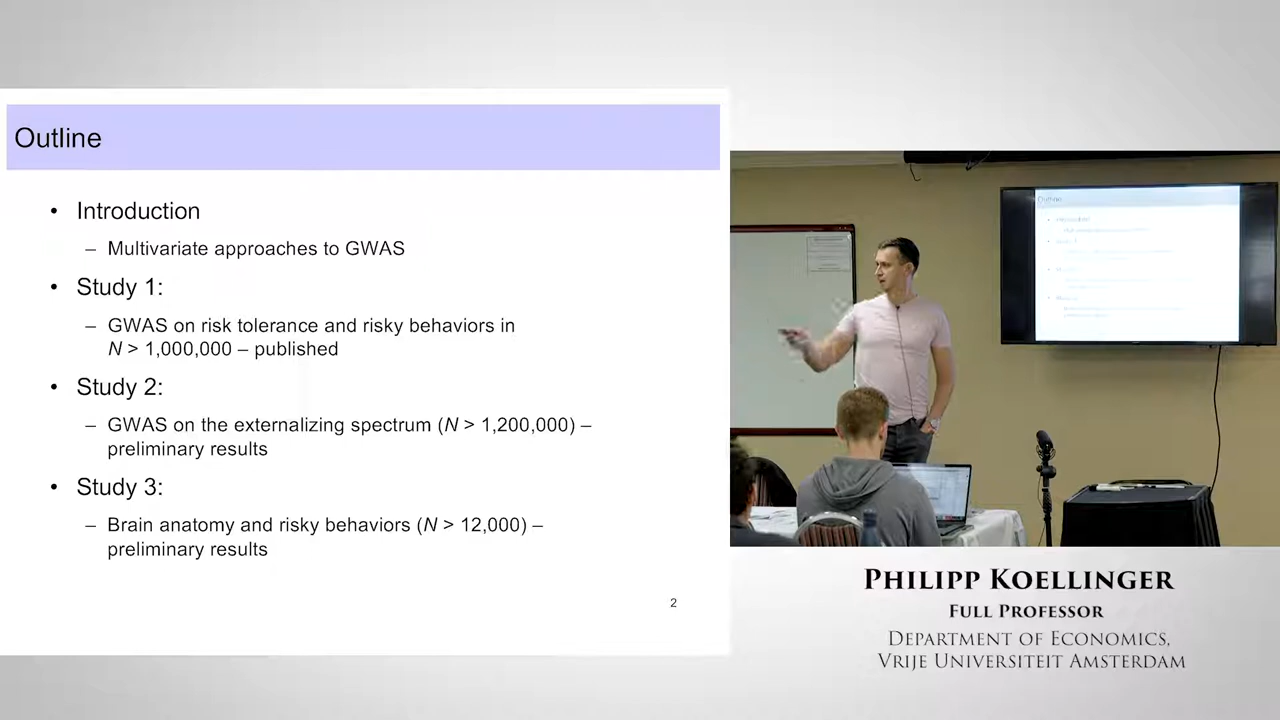 Outline
• Introduction
– Multivariate approaches to GWAS
• Study 1:
– GWAS on risk tolerance and risky behaviors in
N > 1,000,000 – published
• Study 2:
– GWAS on the externalizing spectrum (N > 1,200,000) –
preliminary results
• Study 3:
– Brain anatomy and risky behaviors (N > 12,000) –
preliminary results
2
Outline
PHILIPP KOELLINGER
FULL PROFESSOR
DEPARTMENT OF ECONOMICS,
VRIJE UNIVERSITEIT AMSTERDAM